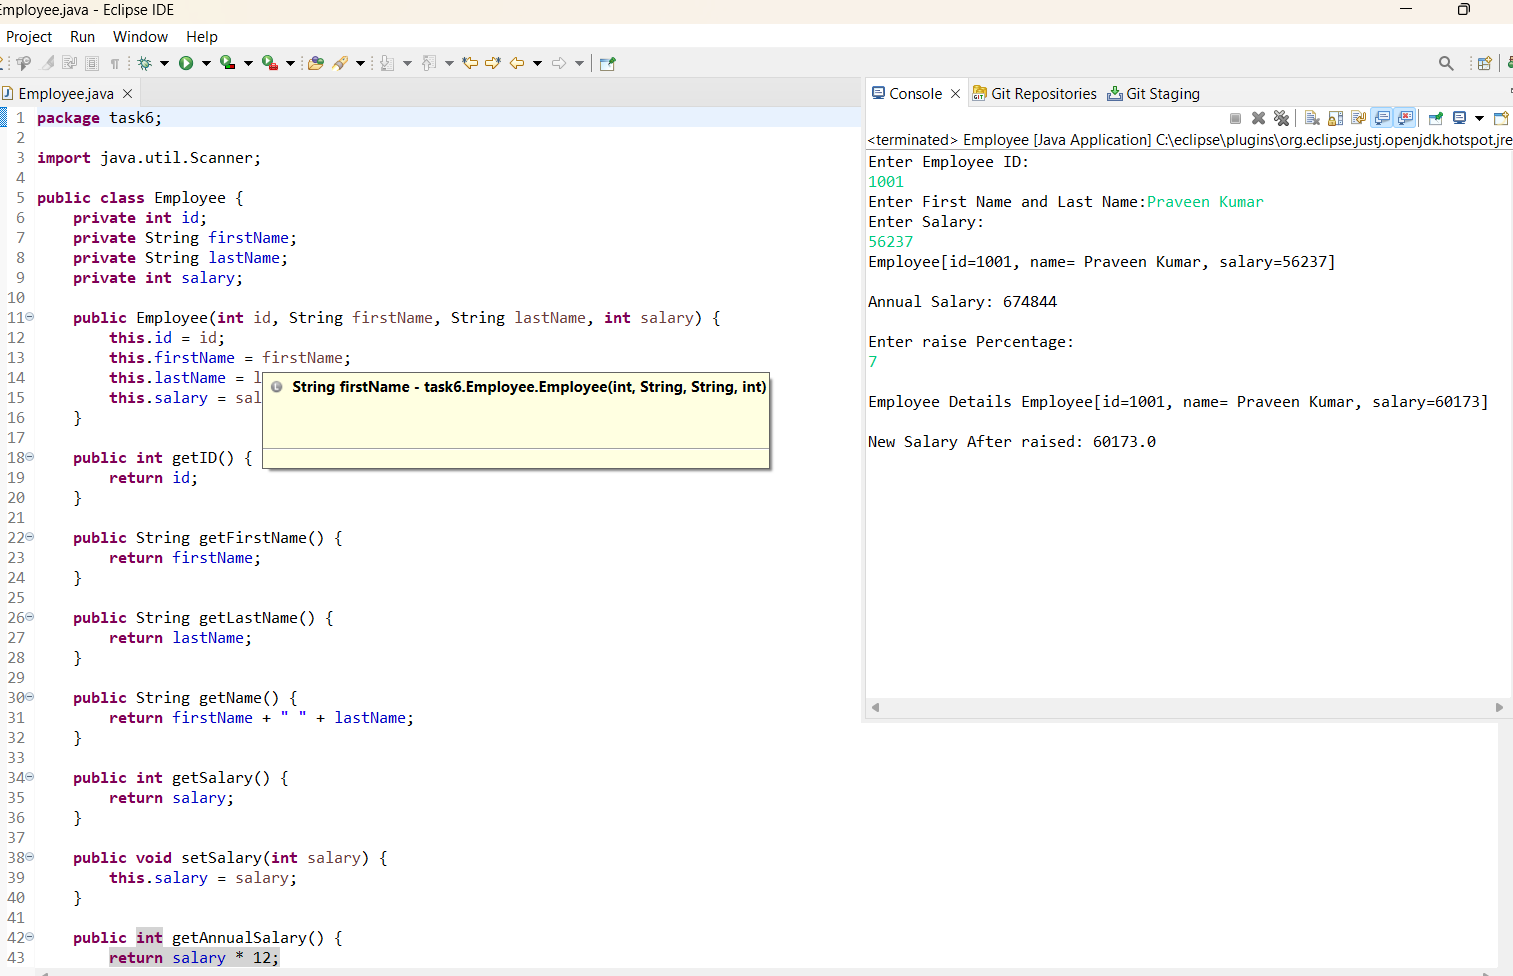 Employee.java - Eclipse IDE
Project Run Window Help
Employee.java
1 package task6;
2
3 import java.util.Scanner;
4
5 public class Employee {
6 private int id;
7 private String firstName;
8 private String lastName;
9 private int salary;
10
11 public Employee(int id, String firstName, String lastName, int salary) {
12 this.id = id;
13 this.firstName = firstName;
14 this.lastName = l
15 this.salary = sal
16 }
17
18 public int getID() {
19 return id;
20 }
21
22 public String getFirstName() {
23 return firstName;
24 }
25
26 public String getLastName() {
27 return lastName;
28 }
29
30 public String getName() {
31 return firstName + " " + lastName;
32 }
33
34 public int getSalary() {
35 return salary;
36 }
37
38 public void setSalary(int salary) {
39 this.salary = salary;
40 }
41
42 public int getAnnualSalary() {
43 return salary * 12;
String firstName - task6.Employee.Employee(int, String, String, int)
Console Git Repositories Git Staging
<terminated> Employee [Java Application] C:\eclipse\plugins\org.eclipse.justj.openjdk.hotspot.jre
Enter Employee ID:
1001
Enter First Name and Last Name:Praveen Kumar
Enter Salary:
56237
Employee[id=1001, name= Praveen Kumar, salary=56237]
Annual Salary: 674844
Enter raise Percentage:
7
Employee Details Employee[id=1001, name= Praveen Kumar, salary=60173]
New Salary After raised: 60173.0